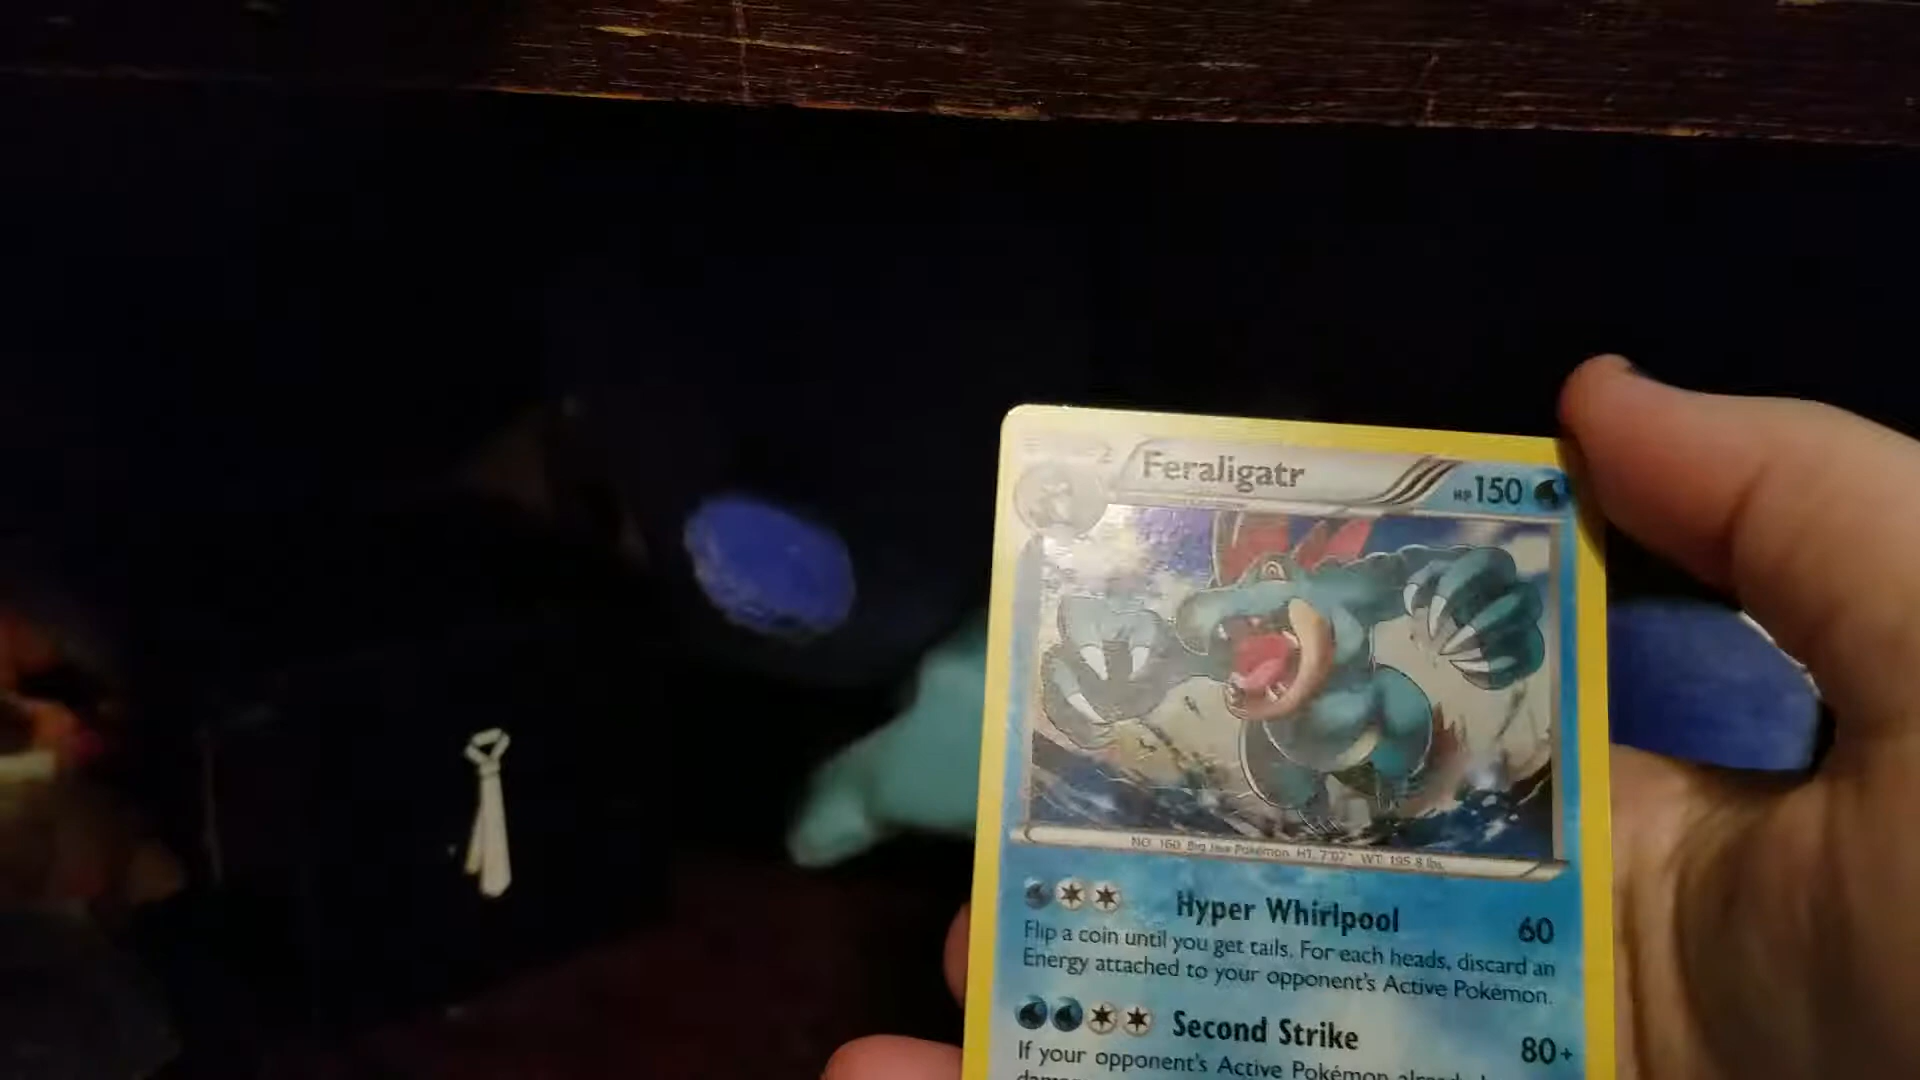 2
Feraligatr
HP 150
NO. 160 Big Jaw Pokémon HT. 7'07" WT. 195.8 lbs.
Hyper Whirlpool 60
Flip a coin until you get tails. For each heads, discard an
Energy attached to your opponent's Active Pokémon.
Second Strike 80+
If your opponent's Active Pokémon